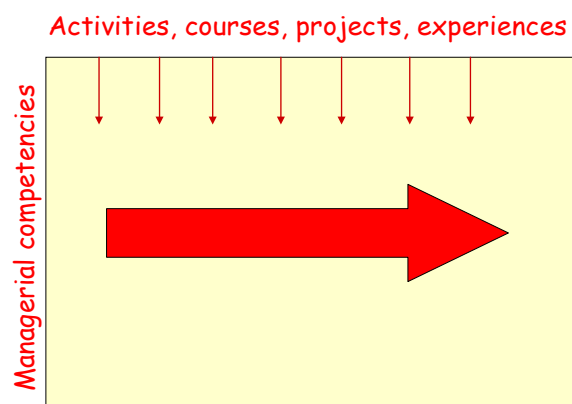 Activities, courses, projects, experiences
Managerial competencies